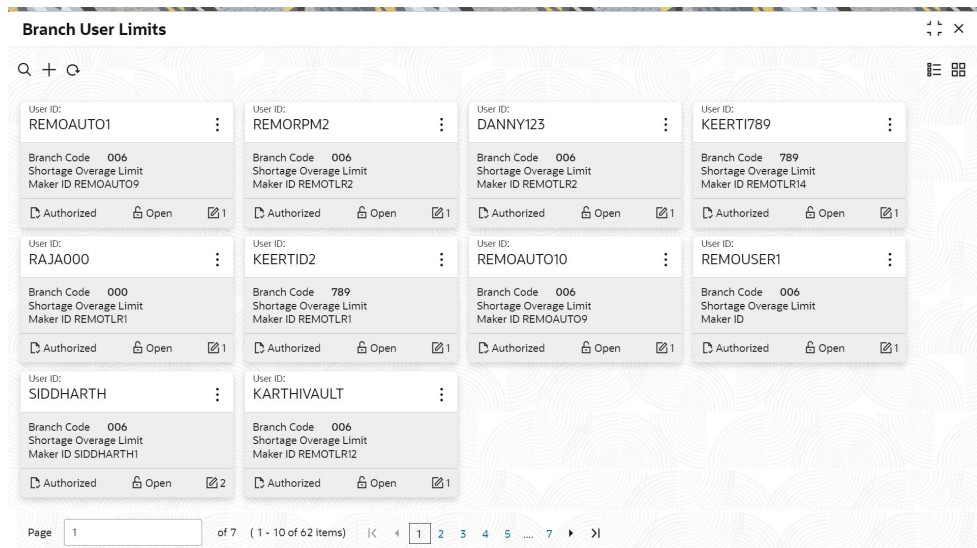 Branch User Limits
User ID:
REMOAUTO1
Branch Code 006
Shortage Overage Limit
Maker ID REMOAUTO9
Authorized Open 1
User ID:
REMORPM2
Branch Code 006
Shortage Overage Limit
Maker ID REMOTLR2
Authorized Open 1
User ID:
DANNY123
Branch Code 006
Shortage Overage Limit
Maker ID REMOTLR2
Authorized Open 1
User ID:
KEERTI789
Branch Code 789
Shortage Overage Limit
Maker ID REMOTLR14
Authorized Open 1
User ID:
RAJA000
Branch Code 000
Shortage Overage Limit
Maker ID REMOTLR1
Authorized Open 1
User ID:
KEERTID2
Branch Code 789
Shortage Overage Limit
Maker ID REMOTLR1
Authorized Open 1
User ID:
REMOAUTO10
Branch Code 006
Shortage Overage Limit
Maker ID REMOAUTO9
Authorized Open 1
User ID:
REMOUSER1
Branch Code 006
Shortage Overage Limit
Maker ID
Authorized Open 1
User ID:
SIDDHARTH
Branch Code 006
Shortage Overage Limit
Maker ID SIDDHARTH1
Authorized Open 2
User ID:
KARTHIVAULT
Branch Code 006
Shortage Overage Limit
Maker ID REMOTLR12
Authorized Open 1
Page 1 of 7 ( 1 - 10 of 62 items) 1 2 3 4 5 .... 7